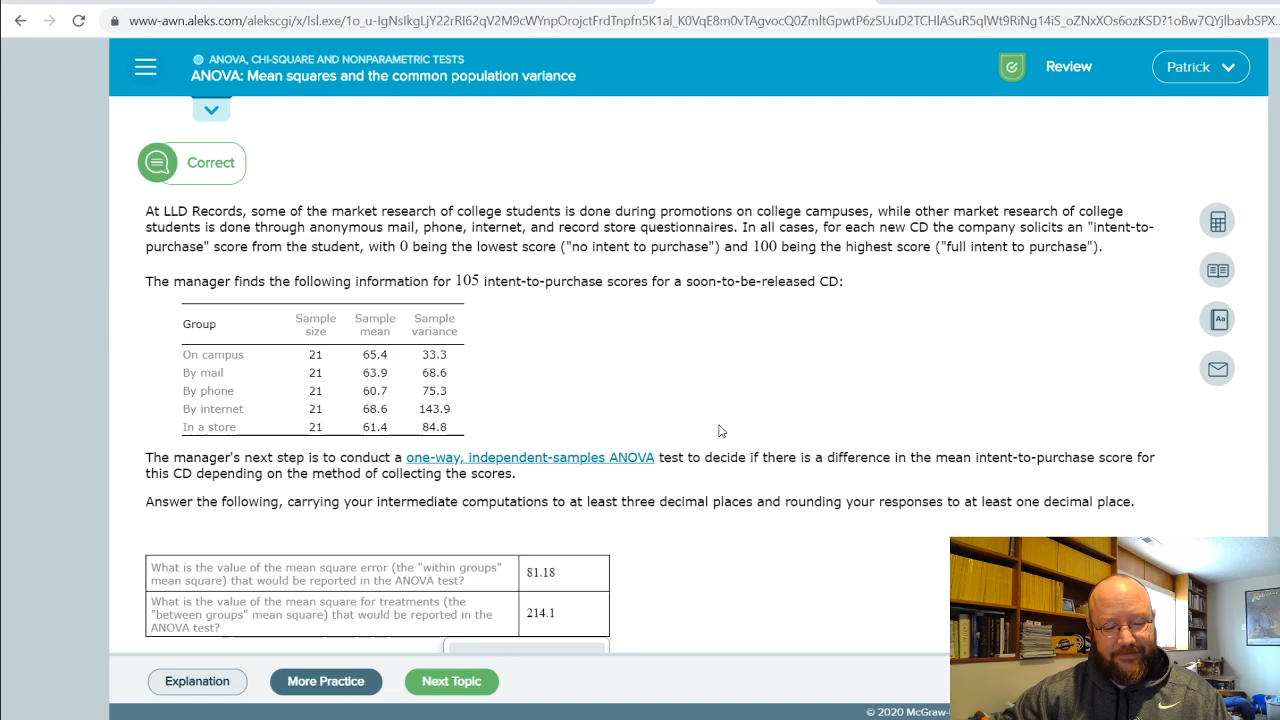 ANOVA, CHI-SQUARE AND NONPARAMETRIC TESTS
ANOVA: Mean squares and the common population variance
Review
Patrick
Correct
At LLD Records, some of the market research of college students is done during promotions on college campuses, while other market research of college
students is done through anonymous mail, phone, internet, and record store questionnaires. In all cases, for each new CD the company solicits an "intent-to-
purchase" score from the student, with 0 being the lowest score ("no intent to purchase") and 100 being the highest score ("full intent to purchase").
The manager finds the following information for 105 intent-to-purchase scores for a soon-to-be-released CD:
Group Sample size Sample mean Sample variance
On campus 21 65.4 33.3
By mail 21 63.9 68.6
By phone 21 60.7 75.3
By internet 21 68.6 143.9
In a store 21 61.4 84.8
The manager's next step is to conduct a one-way, independent-samples ANOVA test to decide if there is a difference in the mean intent-to-purchase score for
this CD depending on the method of collecting the scores.
Answer the following, carrying your intermediate computations to at least three decimal places and rounding your responses to at least one decimal place.
What is the value of the mean square error (the "within groups"
mean square) that would be reported in the ANOVA test?
81.18
What is the value of the mean square for treatments (the
"between groups" mean square) that would be reported in the
ANOVA test?
214.1
Explanation
More Practice
Next Topic
© 2020 McGraw-
Aa